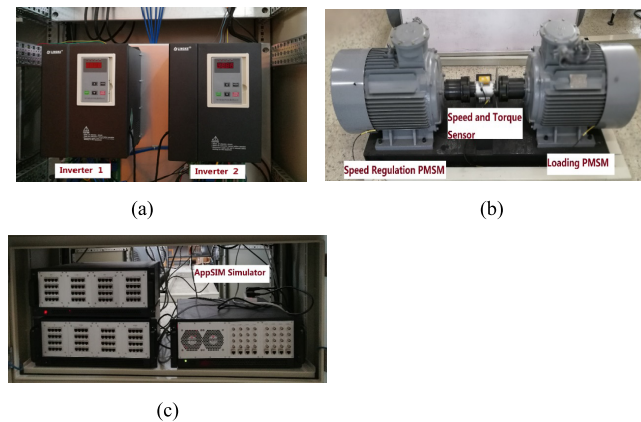 Inverter 1
Inverter 2
(a)
Speed and Torque
Sensor
Speed Regulation PMSM
Loading PMSM
(b)
AppSIM Simulator
(c)